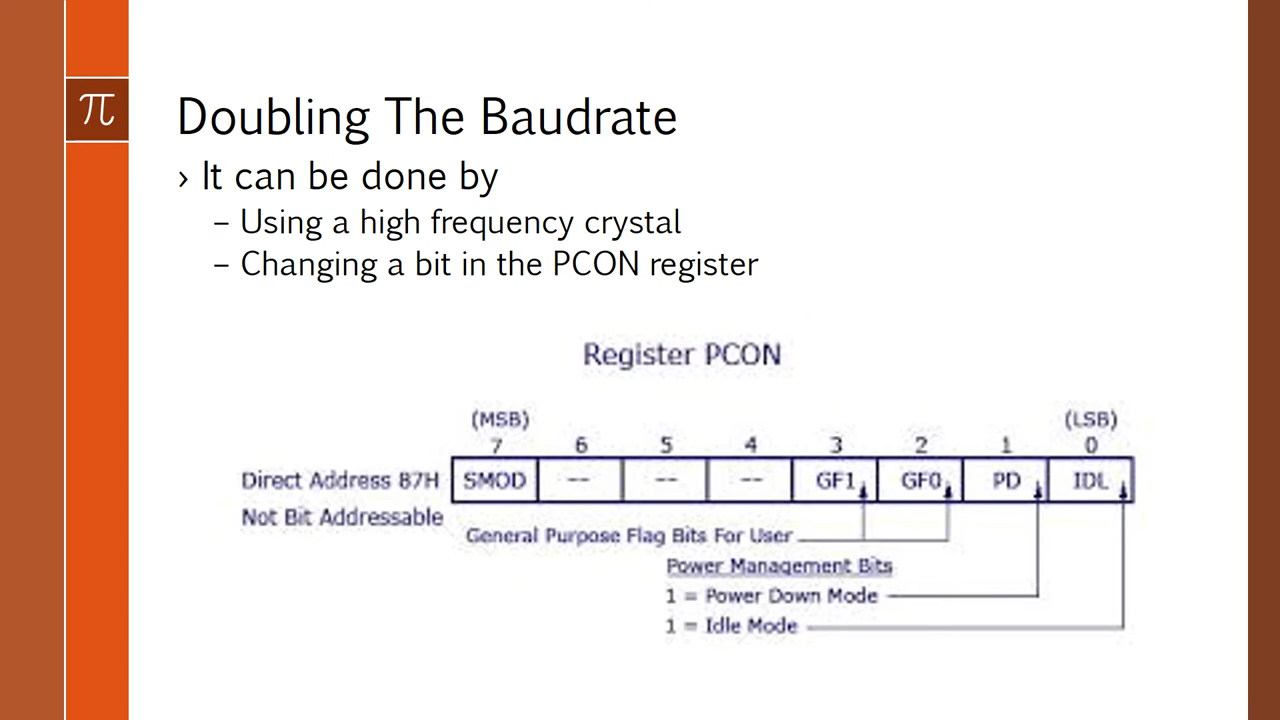 π
Doubling The Baudrate
› It can be done by
– Using a high frequency crystal
– Changing a bit in the PCON register
Register PCON
(MSB) (LSB)
7 6 5 4 3 2 1 0
Direct Address 87H SMOD -- -- -- GF1 GF0 PD IDL
Not Bit Addressable
General Purpose Flag Bits For User
Power Management Bits
1 = Power Down Mode
1 = Idle Mode